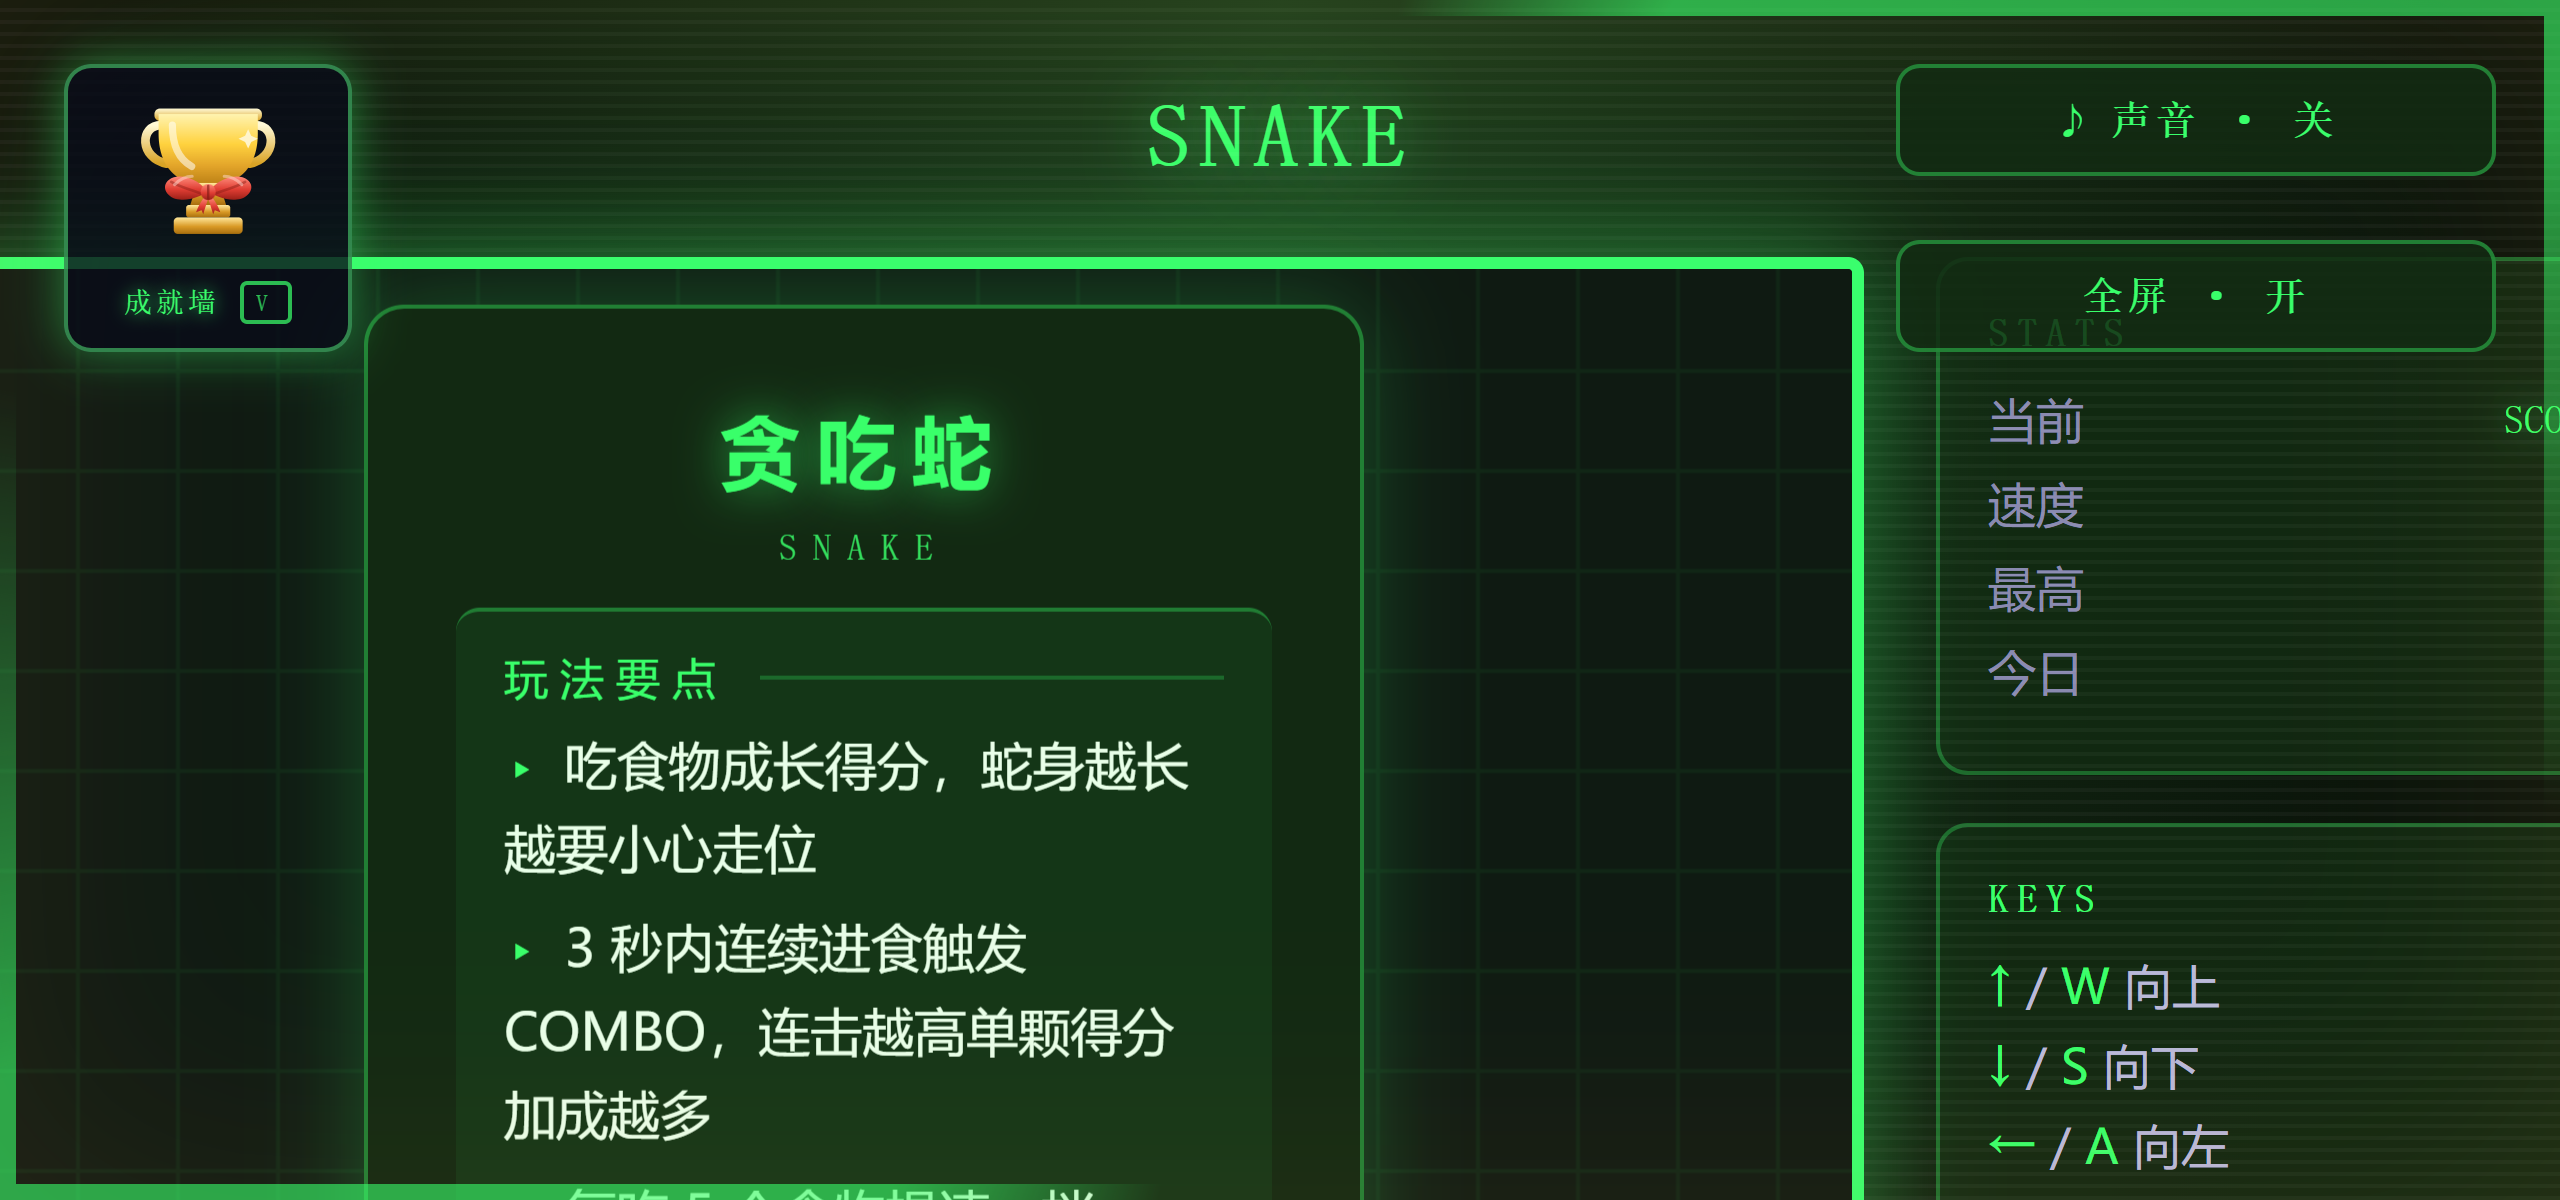 SNAKE
♪ 声音 · 关
全屏 · 开
成就墙 V
贪吃蛇
SNAKE
玩法要点
▸ 吃食物成长得分，蛇身越长
越要小心走位
▸ 3 秒内连续进食触发
COMBO，连击越高单颗得分
加成越多
STATS
当前
速度
最高
今日
KEYS
↑ / W 向上
↓ / S 向下
← / A 向左